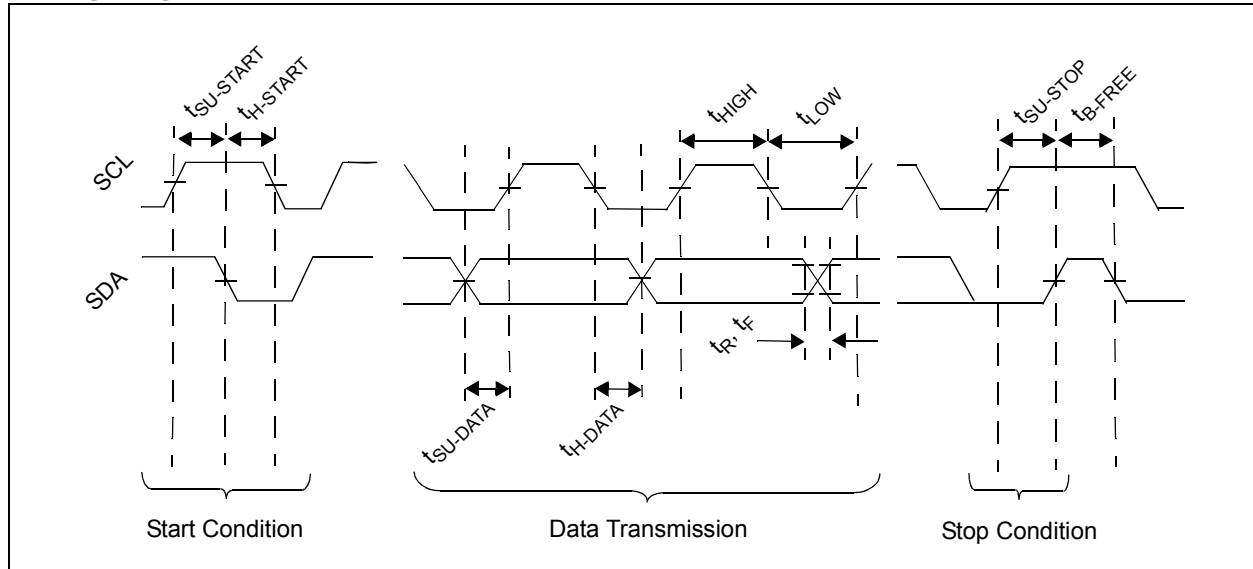 tSU-START
tH-START
tHIGH
tLOW
tSU-STOP
tB-FREE
SCL
SDA
tR, tF
tSU-DATA
tH-DATA
Start Condition
Data Transmission
Stop Condition